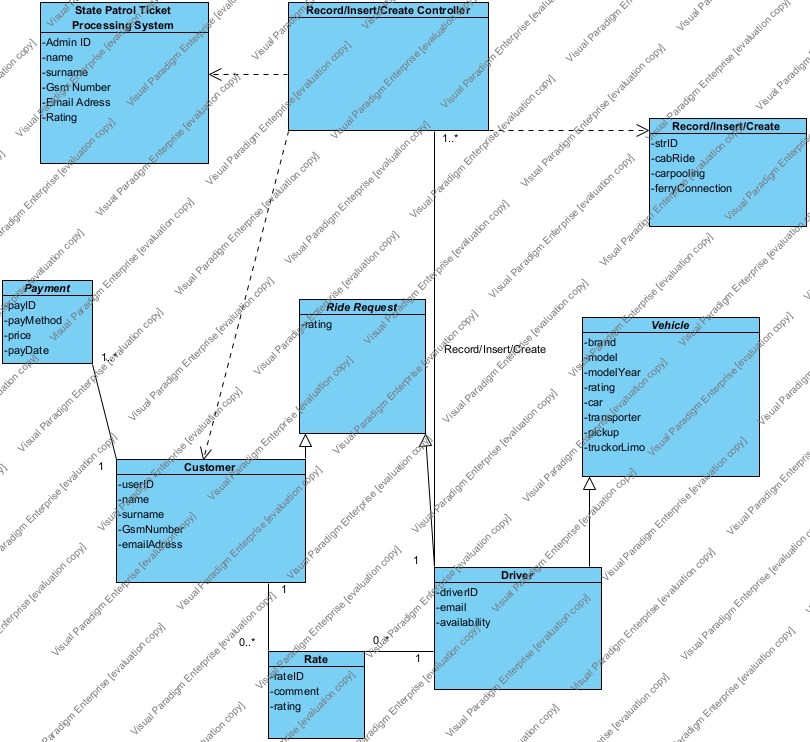 State Patrol Ticket
Processing System
-Admin ID
-name
-surname
-Gsm Number
-Email Adress
-Rating
Record/Insert/Create Controller
1..*
Record/Insert/Create
-strID
-cabRide
-carpooling
-ferryConnection
Payment
-payID
-payMethod
-price
-payDate
1..*
1
Ride Request
-rating
Record/Insert/Create
Vehicle
-brand
-model
-modelYear
-rating
-car
-transporter
-pickup
-truckorLimo
Customer
-userID
-name
-surname
-GsmNumber
-emailAdress
1
0..*
1
Driver
-driverID
-email
-availability
0..*
1
Rate
-rateID
-comment
-rating
Visual Paradigm Enterprise [evaluation copy]